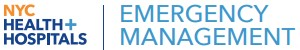 NYC
HEALTH+
HOSPITALS
EMERGENCY
MANAGEMENT